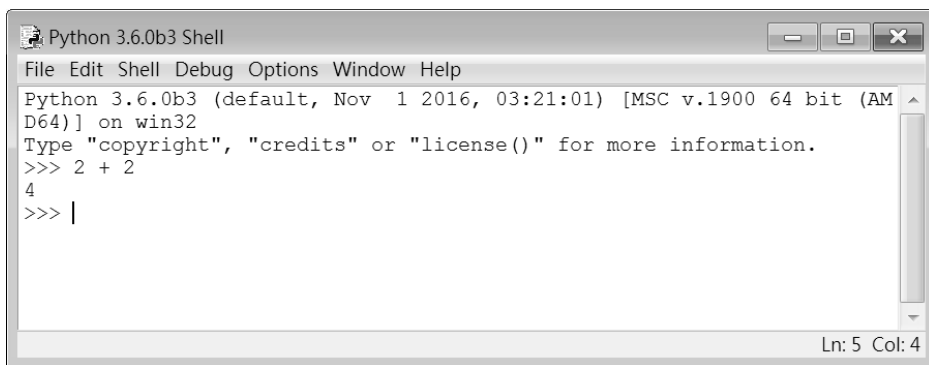 Python 3.6.0b3 Shell
File Edit Shell Debug Options Window Help
Python 3.6.0b3 (default, Nov  1 2016, 03:21:01) [MSC v.1900 64 bit (AM
D64)] on win32
Type "copyright", "credits" or "license()" for more information.
>>> 2 + 2
4
>>>
Ln: 5 Col: 4